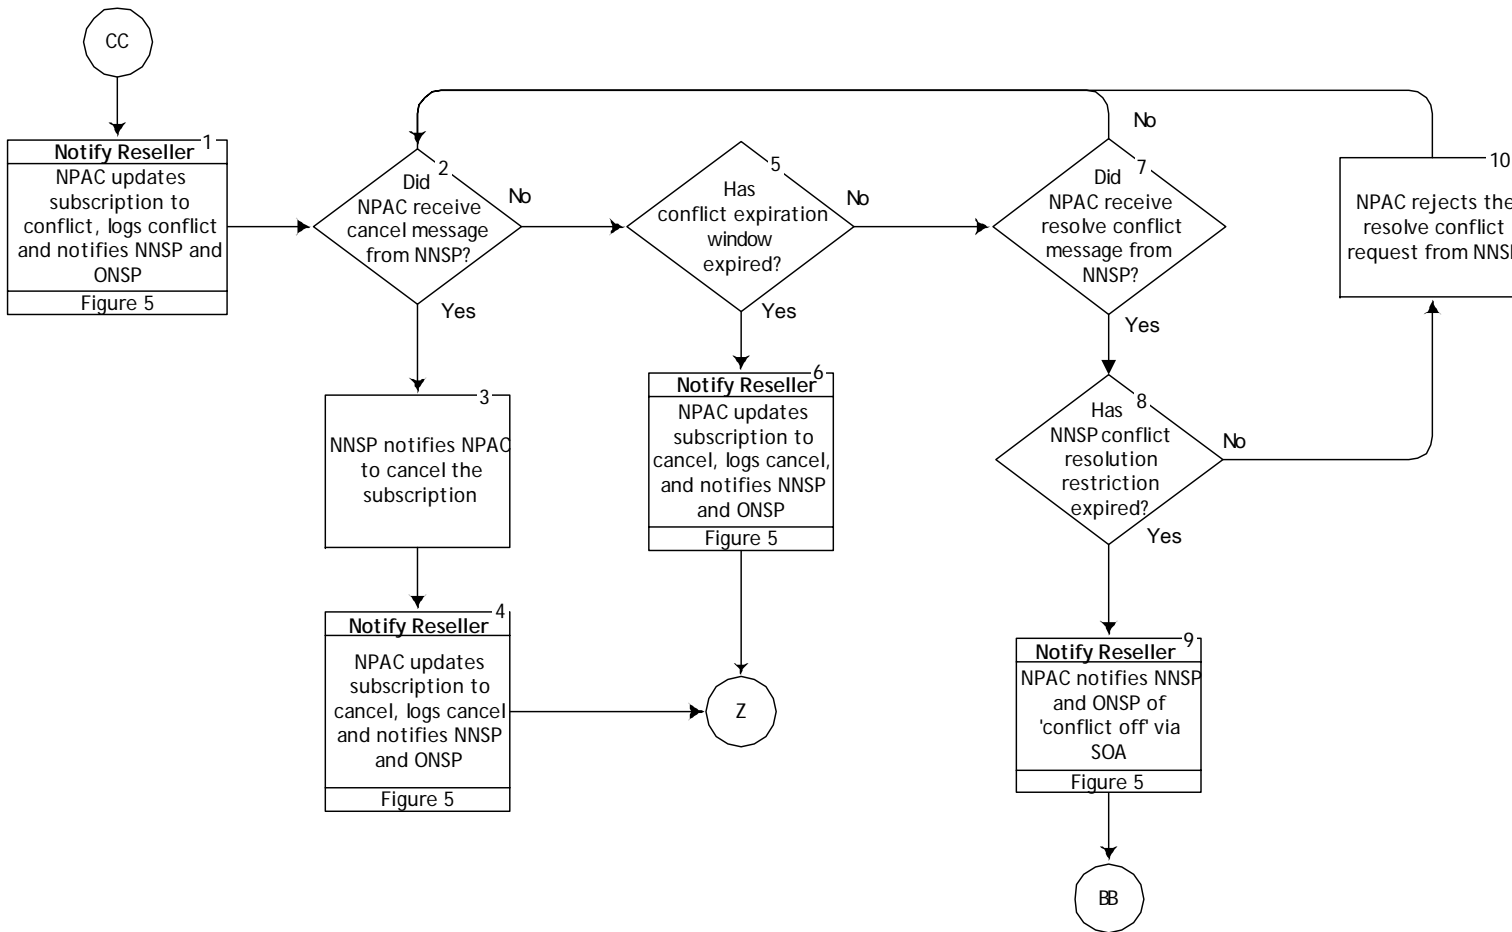 CC
1
Notify Reseller
NPAC updates
subscription to
conflict, logs conflict
and notifies NNSP and
ONSP
Figure 5
2
Did
NPAC receive
cancel message
from NNSP?
No
Yes
3
NNSP notifies NPAC
to cancel the
subscription
4
Notify Reseller
NPAC updates
subscription to
cancel, logs cancel
and notifies NNSP
and ONSP
Figure 5
5
Has
conflict expiration
window
expired?
No
Yes
6
Notify Reseller
NPAC updates
subscription to
cancel, logs cancel,
and notifies NNSP
and ONSP
Figure 5
Z
No
7
Did
NPAC receive
resolve conflict
message from
NNSP?
Yes
8
Has
NNSP conflict
resolution
restriction
expired?
No
Yes
9
Notify Reseller
NPAC notifies NNSP
and ONSP of
'conflict off' via
SOA
Figure 5
BB
10
NPAC rejects the
resolve conflict
request from